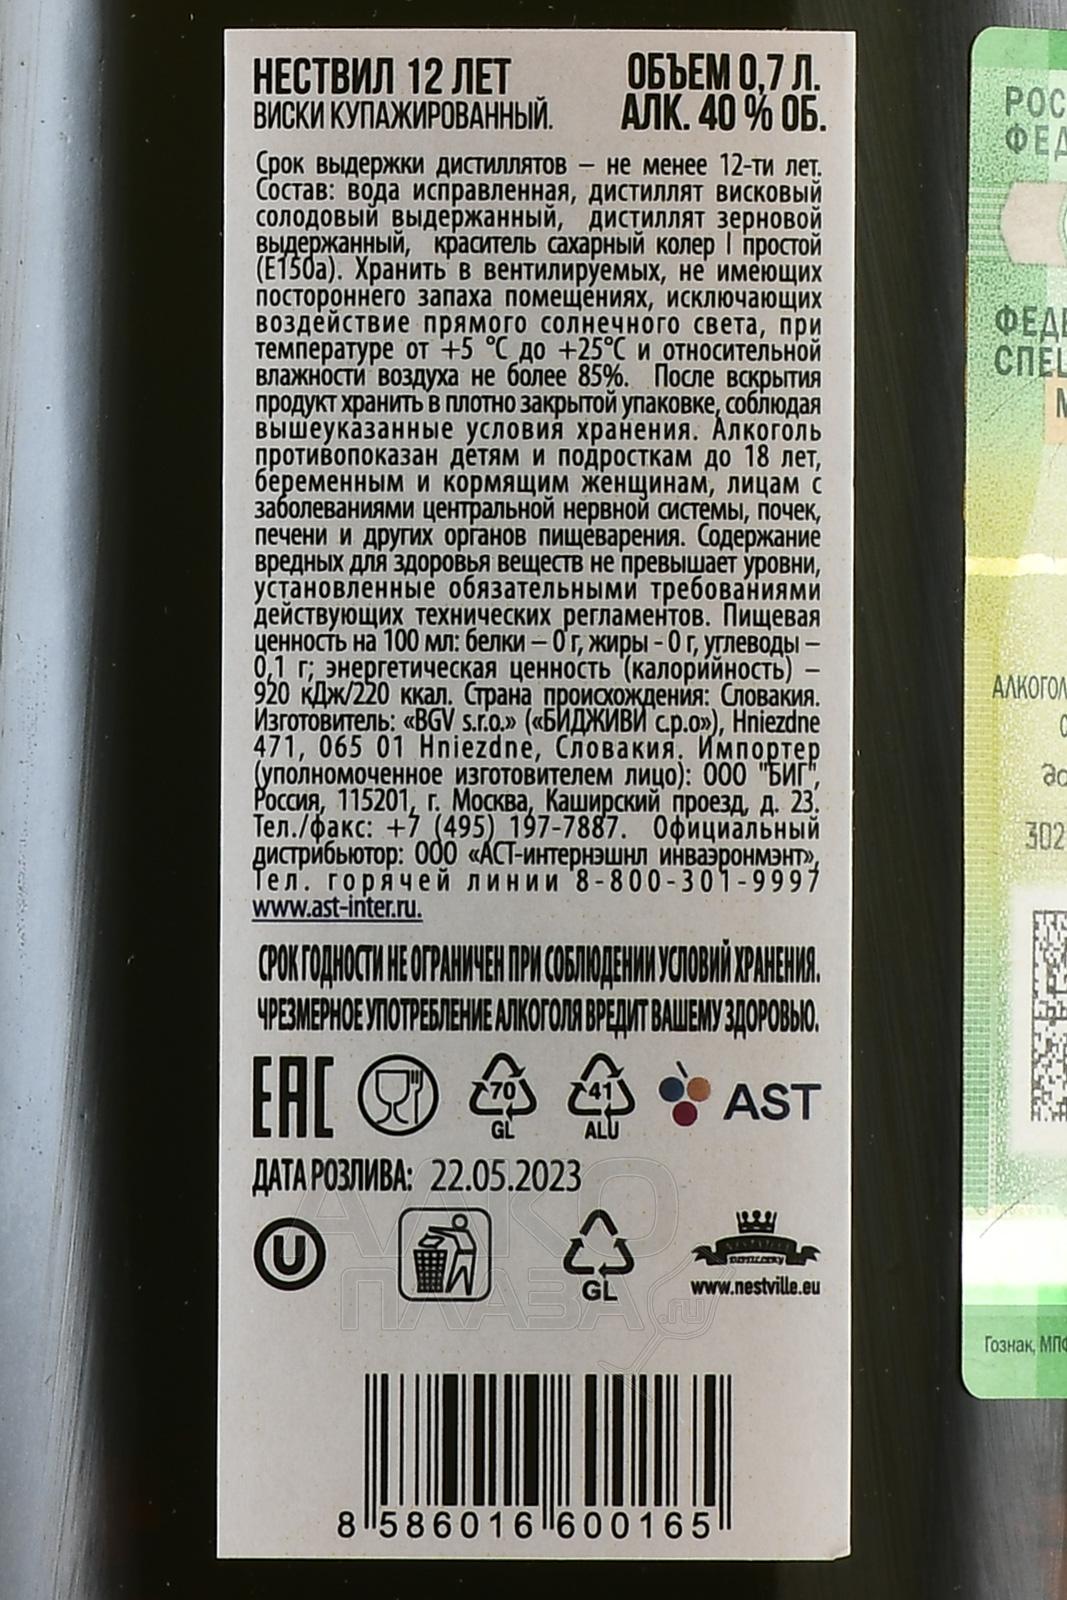 НЕСТВИЛ 12 ЛЕТ
ВИСКИ КУПАЖИРОВАННЫЙ.
ОБЪЕМ 0,7 Л.
АЛК. 40 % ОБ.
Срок выдержки дистиллятов – не менее 12-ти лет.
Состав: вода исправленная, дистиллят висковый
солодовый выдержанный, дистиллят зерновой
выдержанный, краситель сахарный колер I простой
(Е150а). Хранить в вентилируемых, не имеющих
постороннего запаха помещениях, исключающих
воздействие прямого солнечного света, при
температуре от +5 °С до +25°С и относительной
влажности воздуха не более 85%. После вскрытия
продукт хранить в плотно закрытой упаковке, соблюдая
вышеуказанные условия хранения. Алкоголь
противопоказан детям и подросткам до 18 лет,
беременным и кормящим женщинам, лицам с
заболеваниями центральной нервной системы, почек,
печени и других органов пищеварения. Содержание
вредных для здоровья веществ не превышает уровни,
установленные обязательными требованиями
действующих технических регламентов. Пищевая
ценность на 100 мл: белки – 0 г, жиры - 0 г, углеводы –
0,1 г; энергетическая ценность (калорийность) –
920 кДж/220 ккал. Страна происхождения: Словакия.
Изготовитель: «BGV s.r.o.» («БИДЖИВИ с.р.о»), Hniezdne
471, 065 01 Hniezdne, Словакия. Импортер
(уполномоченное изготовителем лицо): ООО "БИГ",
Россия, 115201, г. Москва, Каширский проезд, д. 23.
Тел./факс: +7 (495) 197-7887. Официальный
дистрибьютор: ООО «АСТ-интернэшнл инваэронмэнт»,
Тел. горячей линии 8-800-301-9997
www.ast-inter.ru.
СРОК ГОДНОСТИ НЕ ОГРАНИЧЕН ПРИ СОБЛЮДЕНИИ УСЛОВИЙ ХРАНЕНИЯ.
ЧРЕЗМЕРНОЕ УПОТРЕБЛЕНИЕ АЛКОГОЛЯ ВРЕДИТ ВАШЕМУ ЗДОРОВЬЮ.
ЕАС
70
GL
41
ALU
AST
ДАТА РОЗЛИВА: 22.05.2023
U
GL
DISTILLERY
www.nestville.eu
АЛКО
ПЛАЗА
.ru
8 586016 600165
РОС
ФЕД
ФЕДЕ
СПЕЦ
М
АЛКОГОЛ
302
Гознак, МПФ